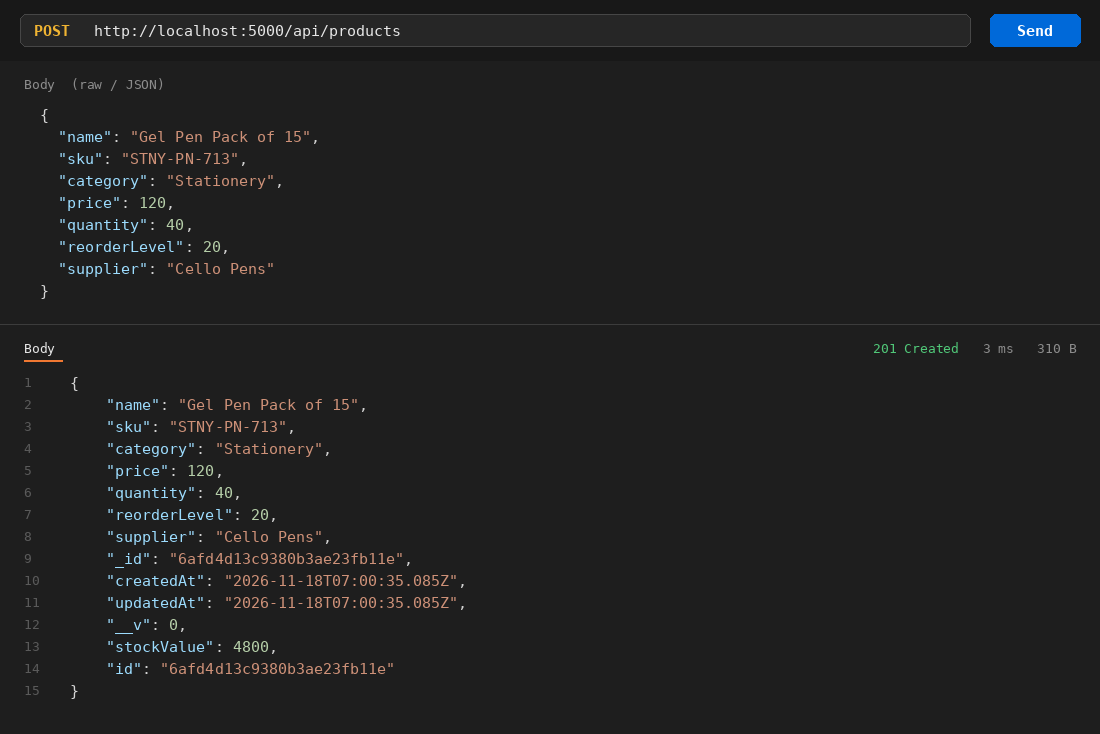 POST http://localhost:5000/api/products Send
Body (raw / JSON)
{
"name": "Gel Pen Pack of 15",
"sku": "STNY-PN-713",
"category": "Stationery",
"price": 120,
"quantity": 40,
"reorderLevel": 20,
"supplier": "Cello Pens"
}
Body 201 Created 3 ms 310 B
1 {
2 "name": "Gel Pen Pack of 15",
3 "sku": "STNY-PN-713",
4 "category": "Stationery",
5 "price": 120,
6 "quantity": 40,
7 "reorderLevel": 20,
8 "supplier": "Cello Pens",
9 "_id": "6afd4d13c9380b3ae23fb11e",
10 "createdAt": "2026-11-18T07:00:35.085Z",
11 "updatedAt": "2026-11-18T07:00:35.085Z",
12 "__v": 0,
13 "stockValue": 4800,
14 "id": "6afd4d13c9380b3ae23fb11e"
15 }